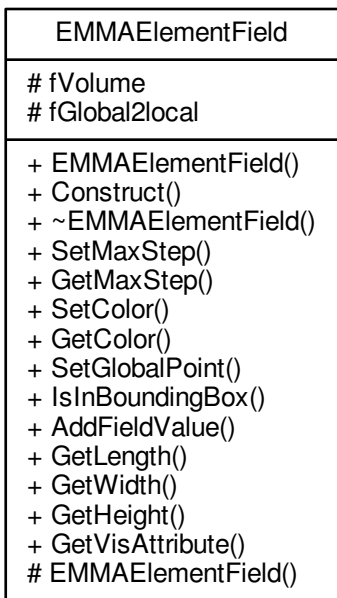 EMMAElementField
# fVolume
# fGlobal2local
+ EMMAElementField()
+ Construct()
+ ~EMMAElementField()
+ SetMaxStep()
+ GetMaxStep()
+ SetColor()
+ GetColor()
+ SetGlobalPoint()
+ IsInBoundingBox()
+ AddFieldValue()
+ GetLength()
+ GetWidth()
+ GetHeight()
+ GetVisAttribute()
# EMMAElementField()